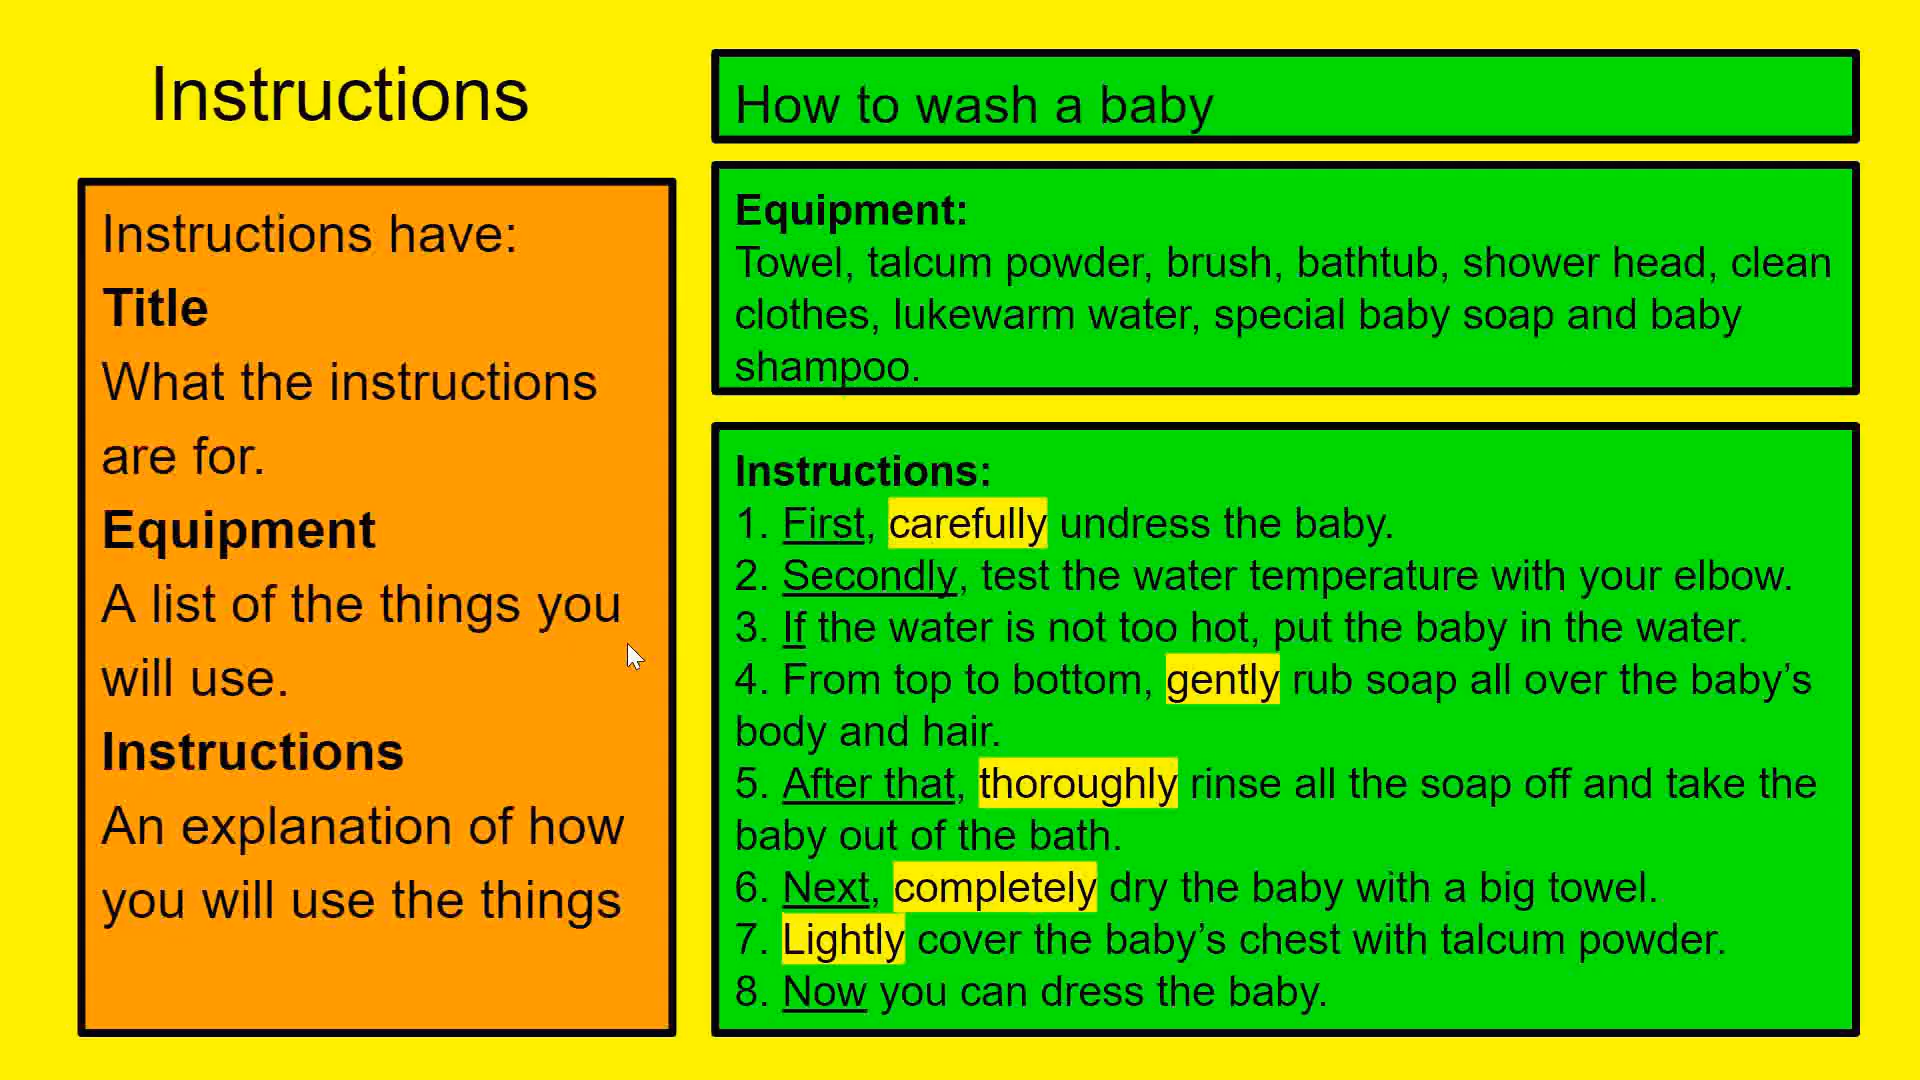 Instructions
Instructions have:
Title
What the instructions
are for.
Equipment
A list of the things you
will use.
Instructions
An explanation of how
you will use the things
How to wash a baby
Equipment:
Towel, talcum powder, brush, bathtub, shower head, clean
clothes, lukewarm water, special baby soap and baby
shampoo.
Instructions:
1. First, carefully undress the baby.
2. Secondly, test the water temperature with your elbow.
3. If the water is not too hot, put the baby in the water.
4. From top to bottom, gently rub soap all over the baby’s
body and hair.
5. After that, thoroughly rinse all the soap off and take the
baby out of the bath.
6. Next, completely dry the baby with a big towel.
7. Lightly cover the baby’s chest with talcum powder.
8. Now you can dress the baby.